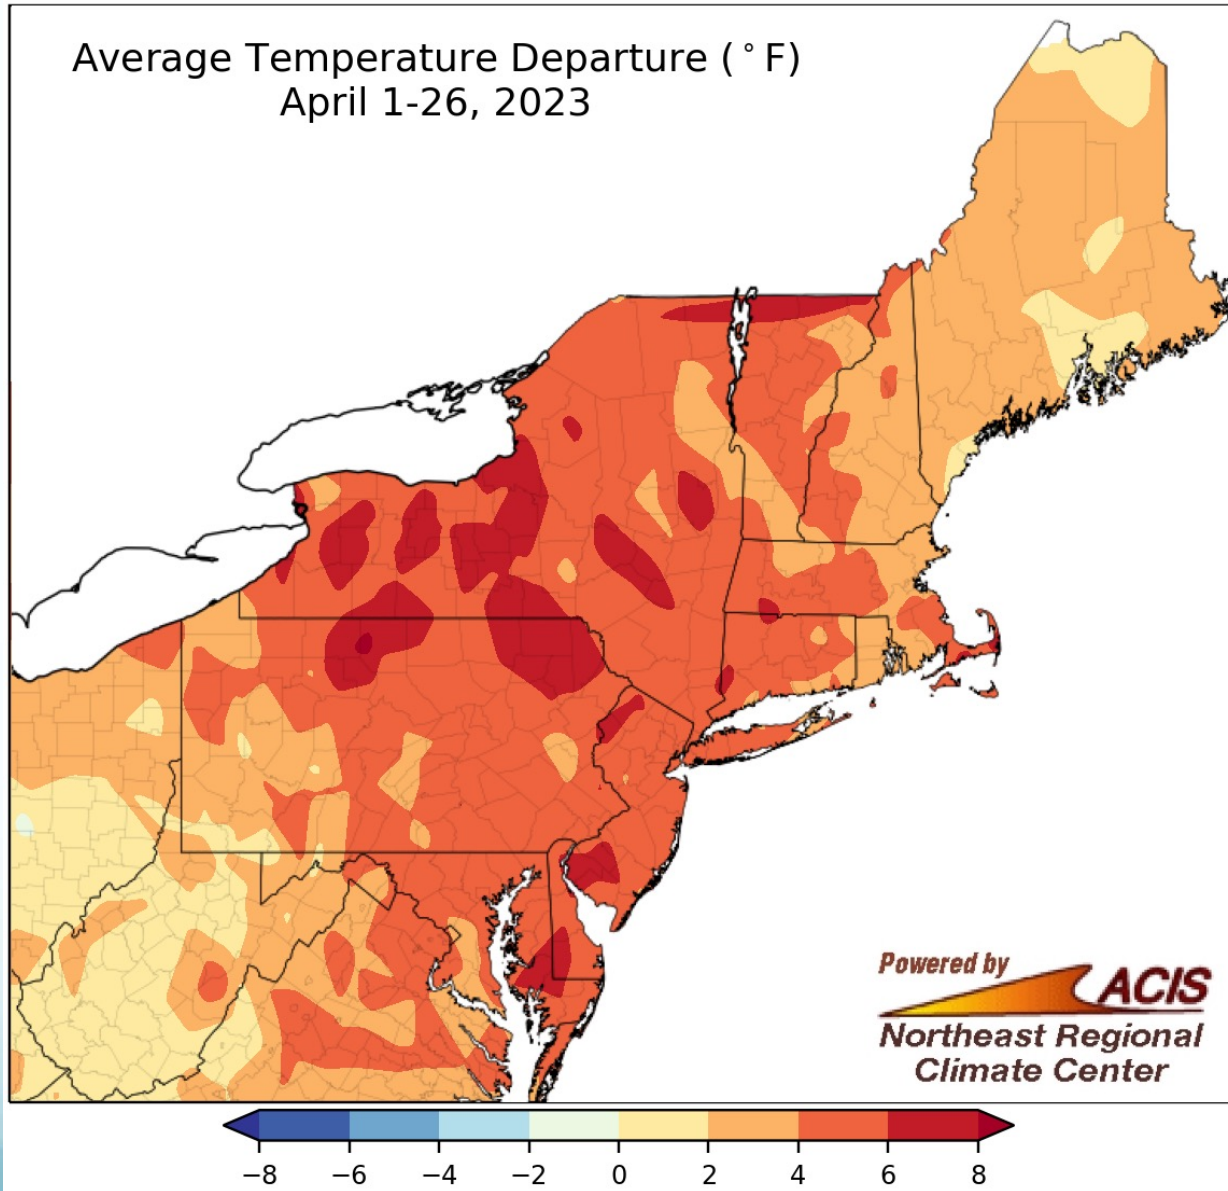 Average Temperature Departure (°F)
April 1-26, 2023
Powered by
ACIS
Northeast Regional
Climate Center
−8 −6 −4 −2 0 2 4 6 8